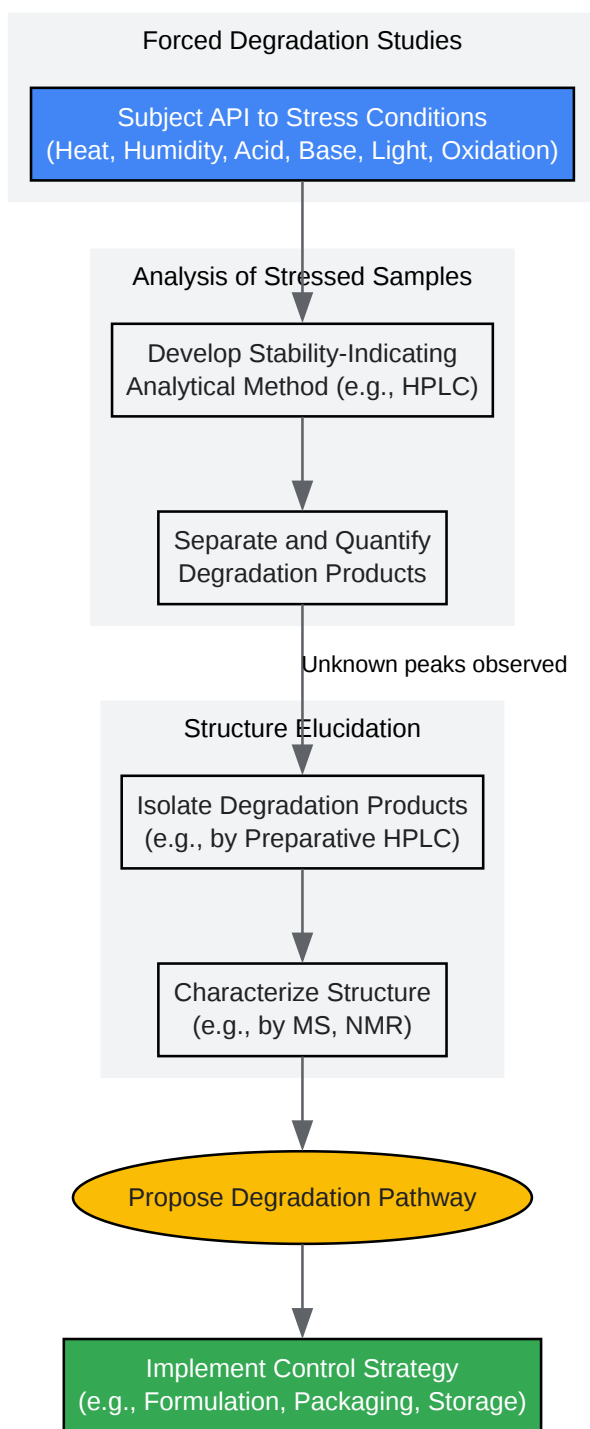 Forced Degradation Studies
Subject API to Stress Conditions
(Heat, Humidity, Acid, Base, Light, Oxidation)
Analysis of Stressed Samples
Develop Stability-Indicating
Analytical Method (e.g., HPLC)
Separate and Quantify
Degradation Products
Unknown peaks observed
Structure Elucidation
Isolate Degradation Products
(e.g., by Preparative HPLC)
Characterize Structure
(e.g., by MS, NMR)
Propose Degradation Pathway
Implement Control Strategy
(e.g., Formulation, Packaging, Storage)